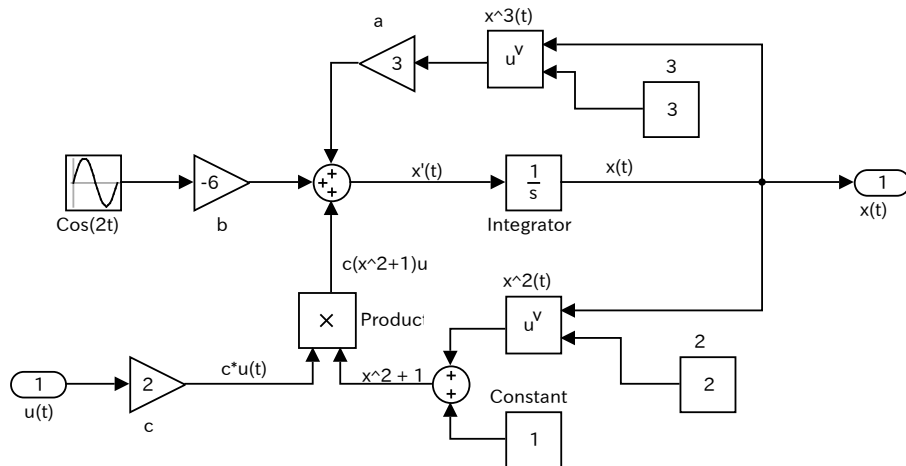 a
x^3(t)
3
u^v
3
3
-6
Cos(2t)
b
+
+
+
x'(t)
1
s
Integrator
x(t)
1
x(t)
c(x^2+1)u
×
Product
x^2(t)
u^v
2
2
1
u(t)
2
c
c*u(t)
x^2 + 1
+
+
Constant
1